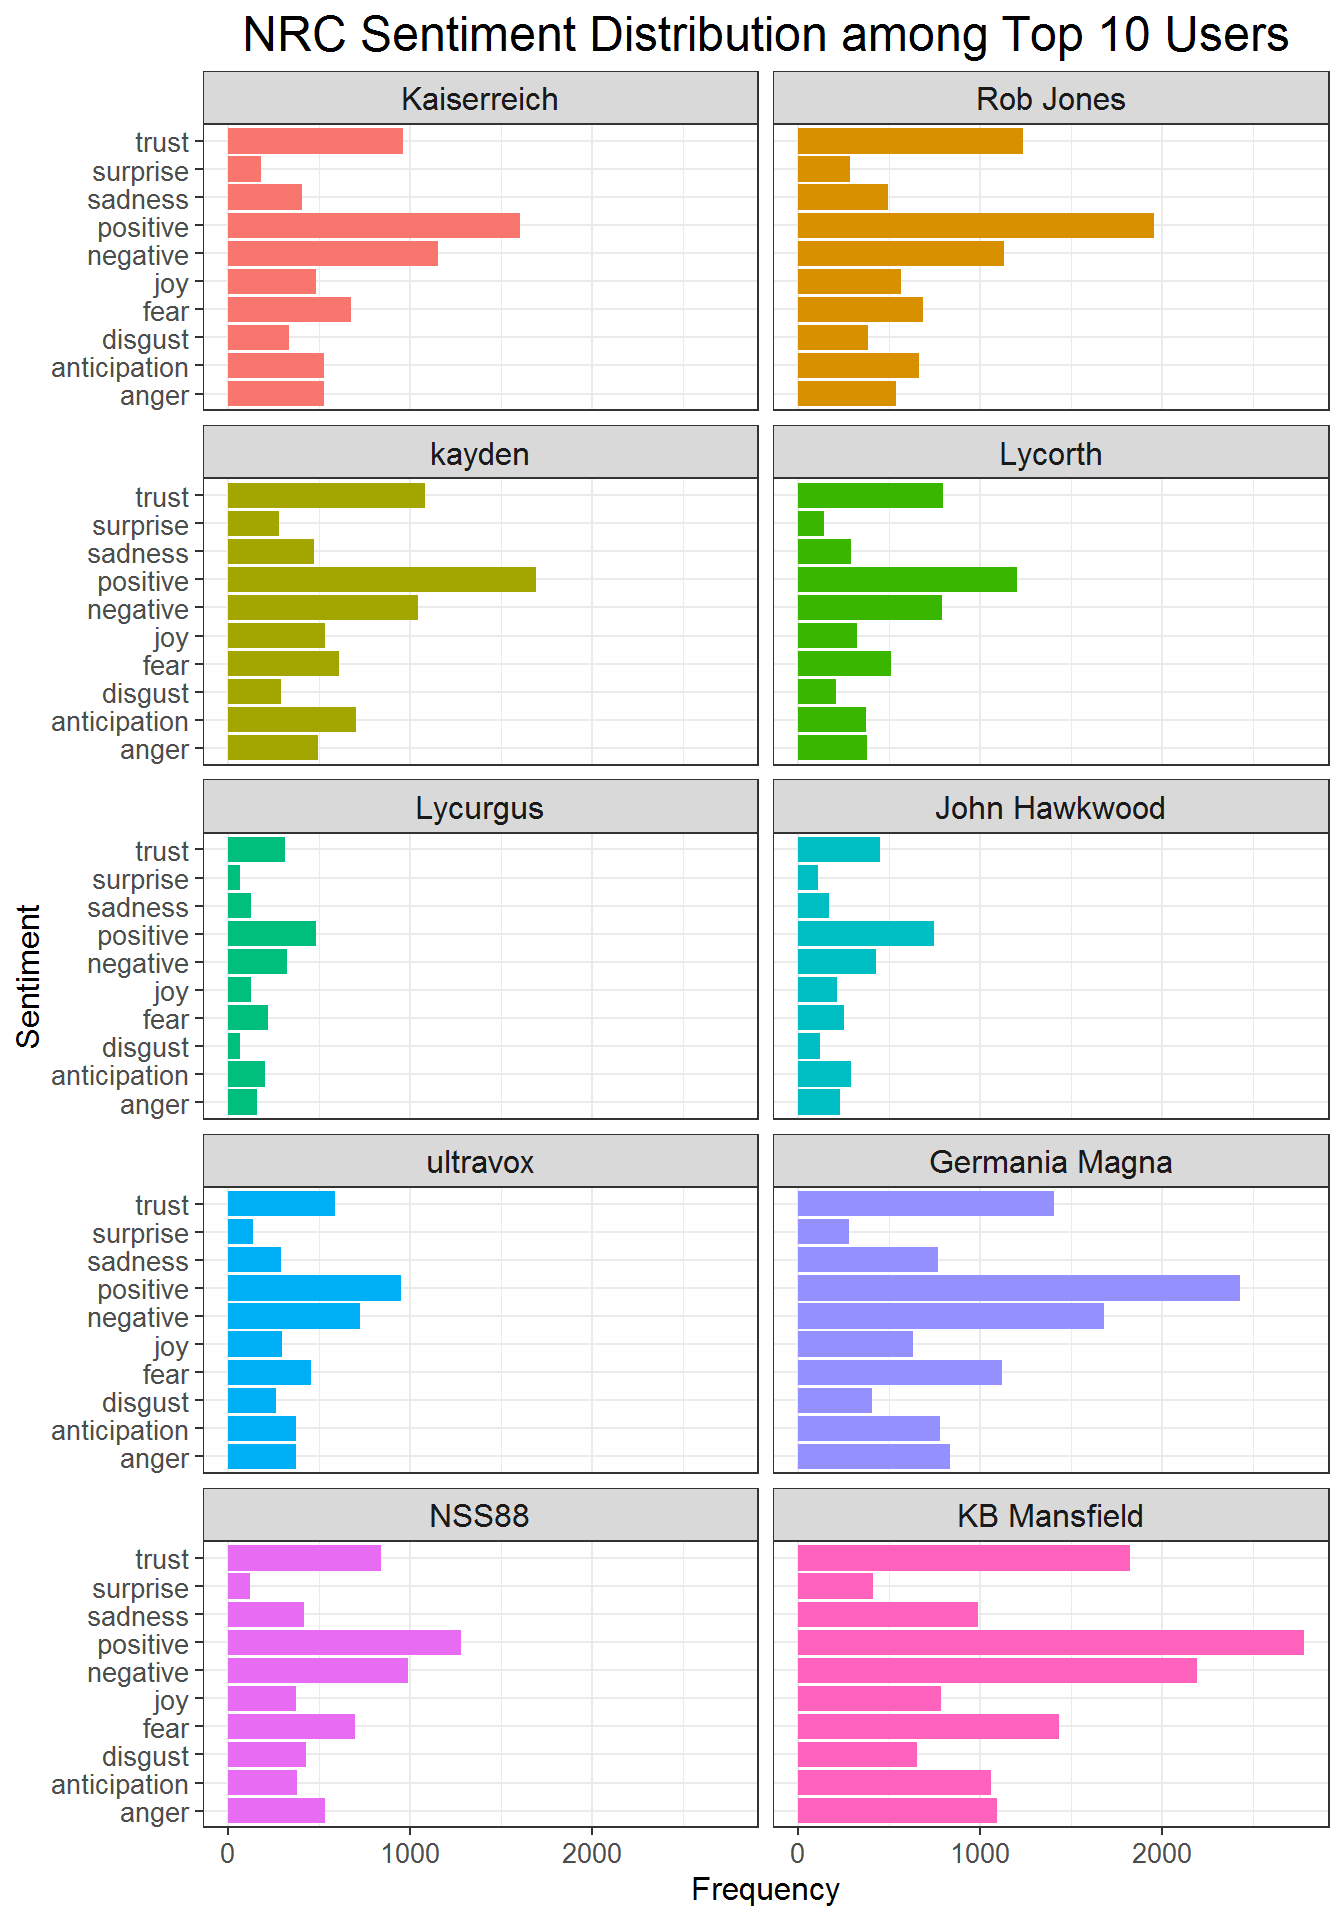 NRC Sentiment Distribution among Top 10 Users
Kaiserreich
Rob Jones
trust
surprise
sadness
positive
negative
joy
fear
disgust
anticipation
anger
kayden
Lycorth
trust
surprise
sadness
positive
negative
joy
fear
disgust
anticipation
anger
Lycurgus
John Hawkwood
trust
surprise
sadness
positive
negative
joy
fear
disgust
anticipation
anger
ultravox
Germania Magna
trust
surprise
sadness
positive
negative
joy
fear
disgust
anticipation
anger
NSS88
KB Mansfield
trust
surprise
sadness
positive
negative
joy
fear
disgust
anticipation
anger
Sentiment
0 1000 2000
0 1000 2000
Frequency